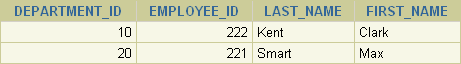 DEPARTMENT_ID EMPLOYEE_ID LAST_NAME FIRST_NAME
10 222 Kent Clark
20 221 Smart Max